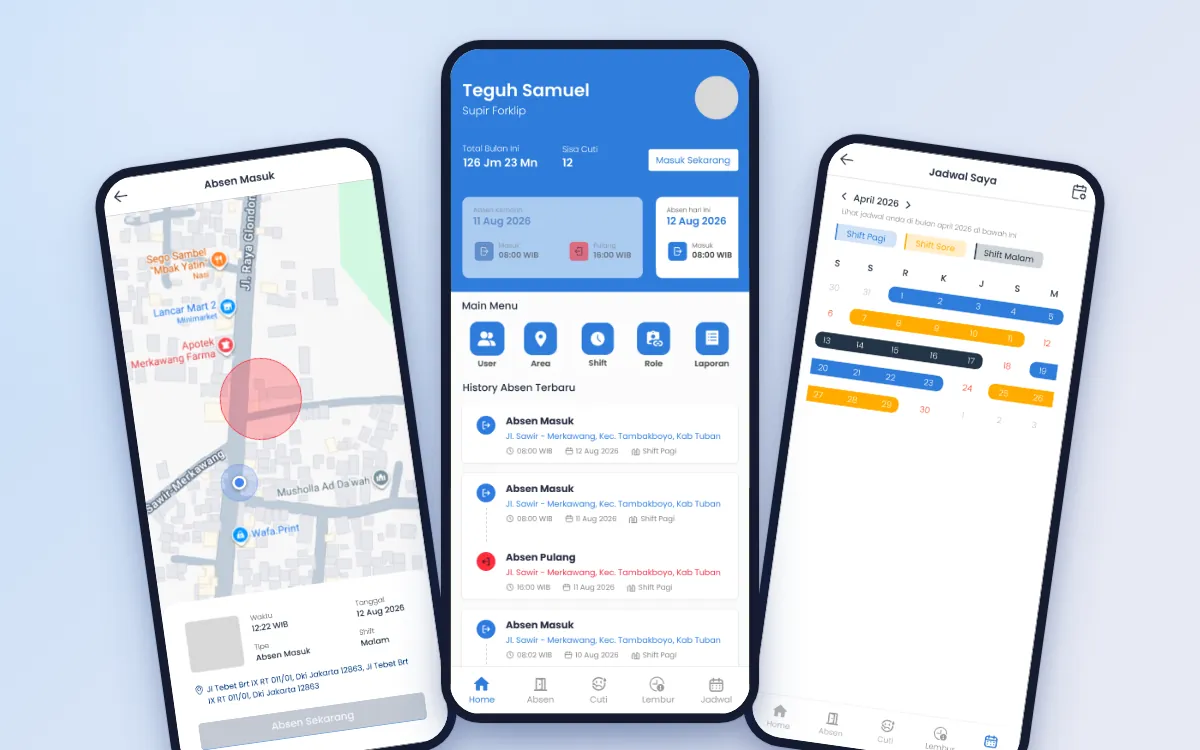 Absen Masuk
Jl. Raya Glondon
Sego Sambel
"Mbak Yatin"
Nasi
Lancar Mart 2
Minimarket
Apotek
Merkawang Farma
Sawir-Merkawang
Musholla Ad Da'wah
Wafa.Print
Waktu
12:22 WIB
Tanggal
12 Aug 2026
Tipe
Absen Masuk
Shift
Malam
Jl Tebet Brt IX RT 011/01, Dki Jakarta 12863, Jl Tebet Brt
IX RT 011/01, Dki Jakarta 12863
Absen Sekarang
Teguh Samuel
Supir Forklip
Total Bulan Ini
126 Jm 23 Mn
Sisa Cuti
12
Masuk Sekarang
Absen kemarin
11 Aug 2026
Masuk
08:00 WIB
Pulang
16:00 WIB
Absen hari ini
12 Aug 2026
Masuk
08:00 WIB
Main Menu
User
Area
Shift
Role
Laporan
History Absen Terbaru
Absen Masuk
Jl. Sawir - Merkawang, Kec. Tambakboyo, Kab Tuban
08:00 WIB 12 Aug 2026 Shift Pagi
Absen Masuk
Jl. Sawir - Merkawang, Kec. Tambakboyo, Kab Tuban
08:00 WIB 11 Aug 2026 Shift Pagi
Absen Pulang
Jl. Sawir - Merkawang, Kec. Tambakboyo, Kab Tuban
16:00 WIB 11 Aug 2026 Shift Pagi
Absen Masuk
Jl. Sawir - Merkawang, Kec. Tambakboyo, Kab Tuban
08:02 WIB 10 Aug 2026 Shift Pagi
Home Absen Cuti Lembur Jadwal
Jadwal Saya
April 2026
Lihat jadwal anda di bulan april 2026 di bawah ini
Shift Pagi Shift Sore Shift Malam
S S R K J S M
30 31 1 2 3 4 5
6 7 8 9 10 6 12
13 14 15 16 17 18 19
20 21 22 23 24 25 26
27 28 29 30 1 2 3
Home Absen Cuti Lembur